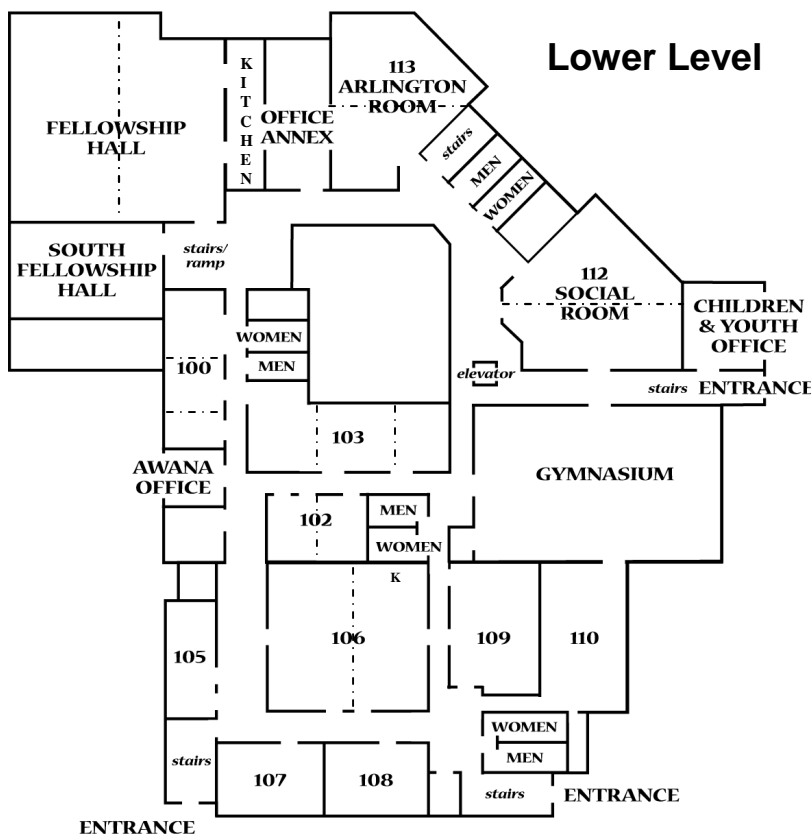 Lower Level
KITCHEN
113
ARLINGTON
ROOM
FELLOWSHIP
HALL
OFFICE
ANNEX
stairs
MEN
WOMEN
SOUTH
FELLOWSHIP
HALL
stairs/
ramp
112
SOCIAL
ROOM
CHILDREN
& YOUTH
OFFICE
WOMEN
MEN
100
elevator
stairs
ENTRANCE
103
AWANA
OFFICE
GYMNASIUM
102
MEN
WOMEN
K
105
106
109
110
WOMEN
MEN
stairs
107
108
stairs
ENTRANCE
ENTRANCE